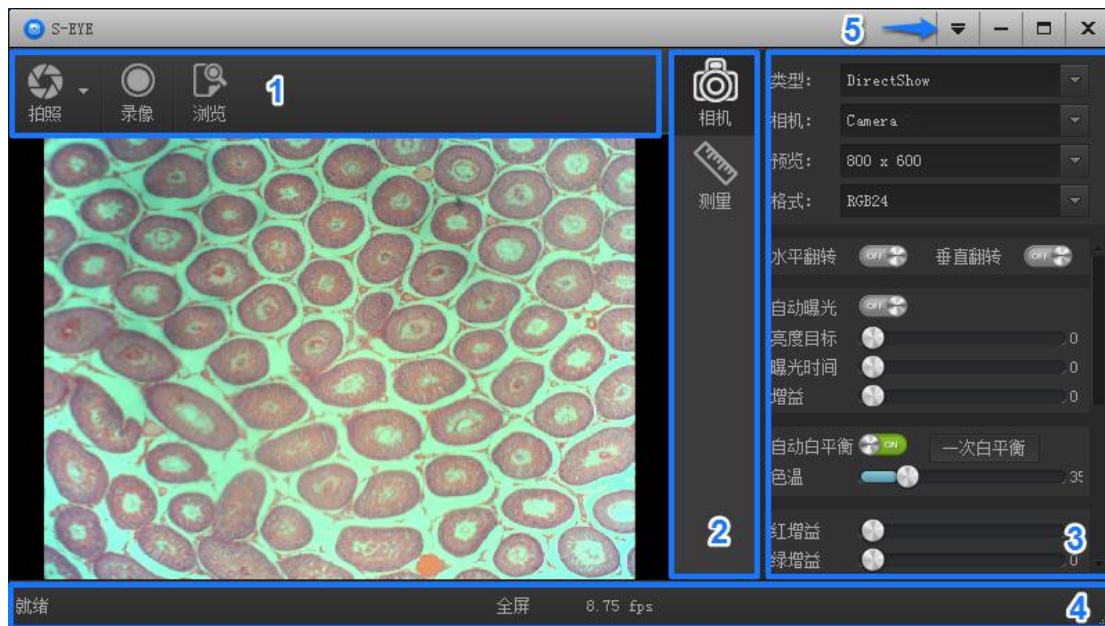 S-EYE
5
拍照
录像
浏览
1
相机
测量
2
类型: DirectShow
相机: Camera
预览: 800 x 600
格式: RGB24
水平翻转 OFF 垂直翻转 OFF
自动曝光 OFF
亮度目标 0
曝光时间 0
增益 0
自动白平衡 ON 一次白平衡
色温 35
红增益
绿增益 0
3
就绪 全屏 8.75 fps
4